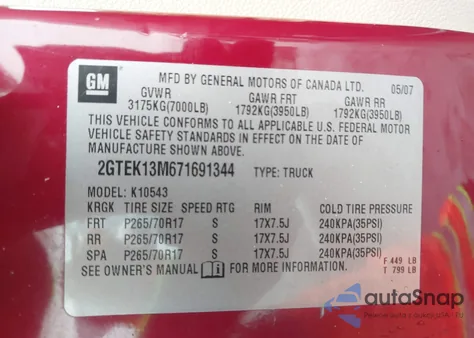 GM
MFD BY GENERAL MOTORS OF CANADA LTD. 05/07
GVWR GAWR FRT GAWR RR
3175KG(7000LB) 1792KG(3950LB) 1792KG(3950LB)
THIS VEHICLE CONFORMS TO ALL APPLICABLE U.S. FEDERAL MOTOR
VEHICLE SAFETY STANDARDS IN EFFECT ON THE DATE OF
MANUFACTURE SHOWN ABOVE.
2GTEK13M671691344 TYPE: TRUCK
MODEL: K10543
KRGK TIRE SIZE SPEED RTG RIM COLD TIRE PRESSURE
FRT P265/70R17 S 17X7.5J 240KPA(35PSI)
RR P265/70R17 S 17X7.5J 240KPA(35PSI)
SPA P265/70R17 S 17X7.5J 240KPA(35PSI)
SEE OWNER'S MANUAL FOR MORE INFORMATION
F 449 LB
T 799 LB
autaSnap